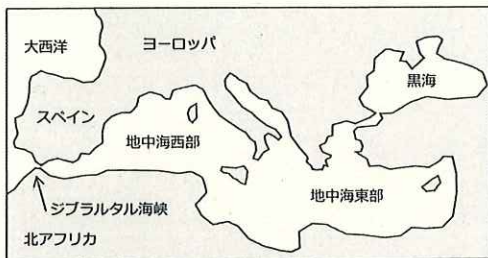 大西洋
ヨーロッパ
黒海
スペイン
地中海西部
地中海東部
ジブラルタル海峡
北アフリカ